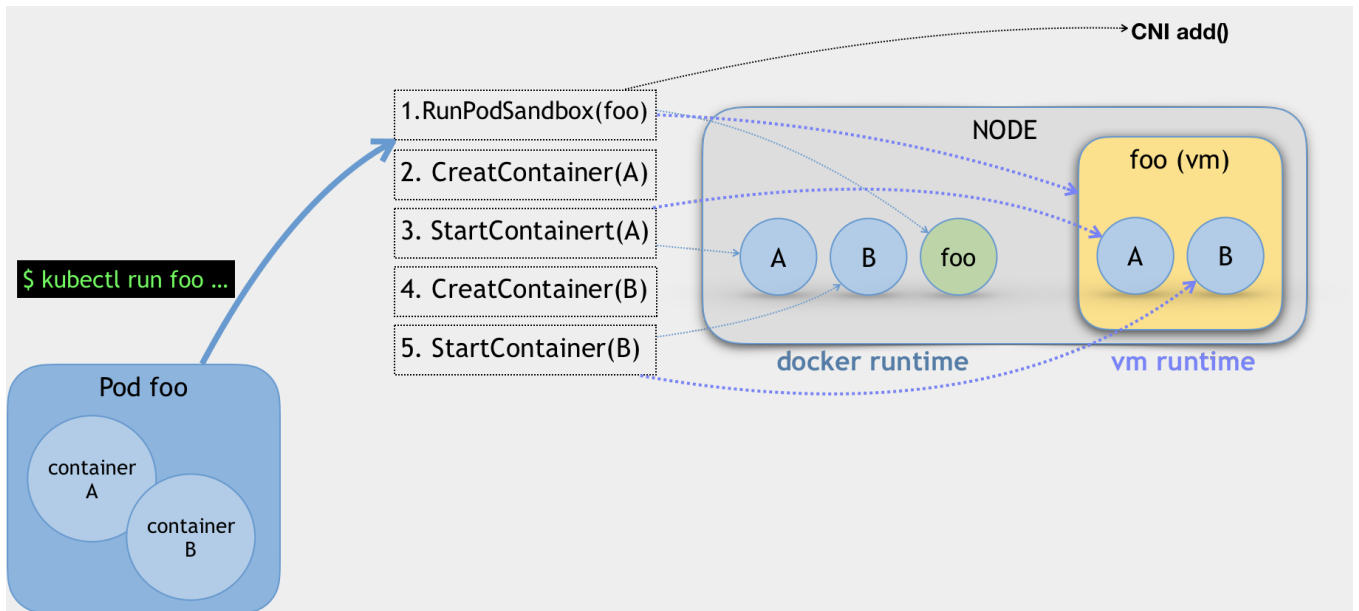 CNI add()
1.RunPodSandbox(foo)
2. CreatContainer(A)
3. StartContainert(A)
4. CreatContainer(B)
5. StartContainer(B)
NODE
foo (vm)
A
B
foo
A
B
docker runtime
vm runtime
$ kubectl run foo ...
Pod foo
container
A
container
B